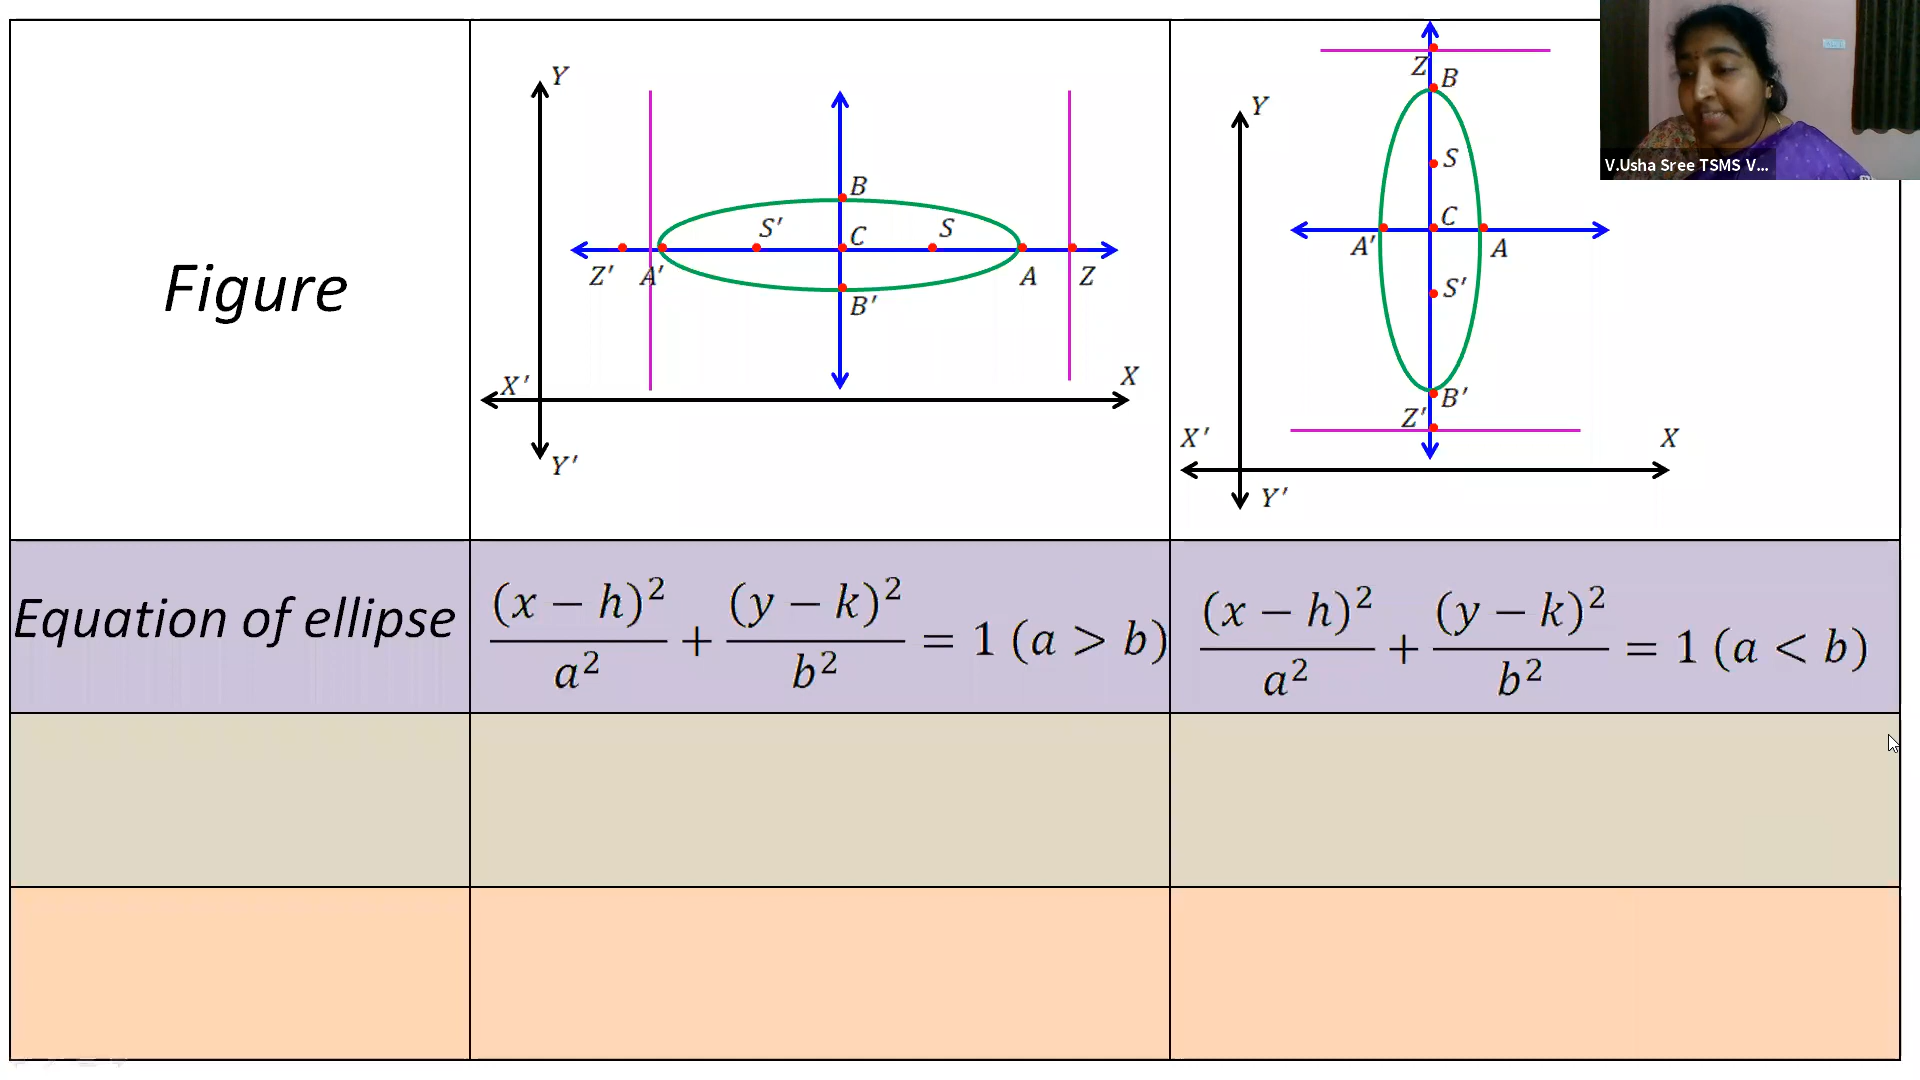 Figure
Y
B
S'
C
S
Z'
A'
A
Z
B'
X'
X
Y'
Z
B
Y
S
C
A'
A
S'
B'
Z'
X'
X
Y'
V.Usha Sree TSMS V...
Equation of ellipse
(x − h)²/a² + (y − k)²/b² = 1 (a > b)
(x − h)²/a² + (y − k)²/b² = 1 (a < b)